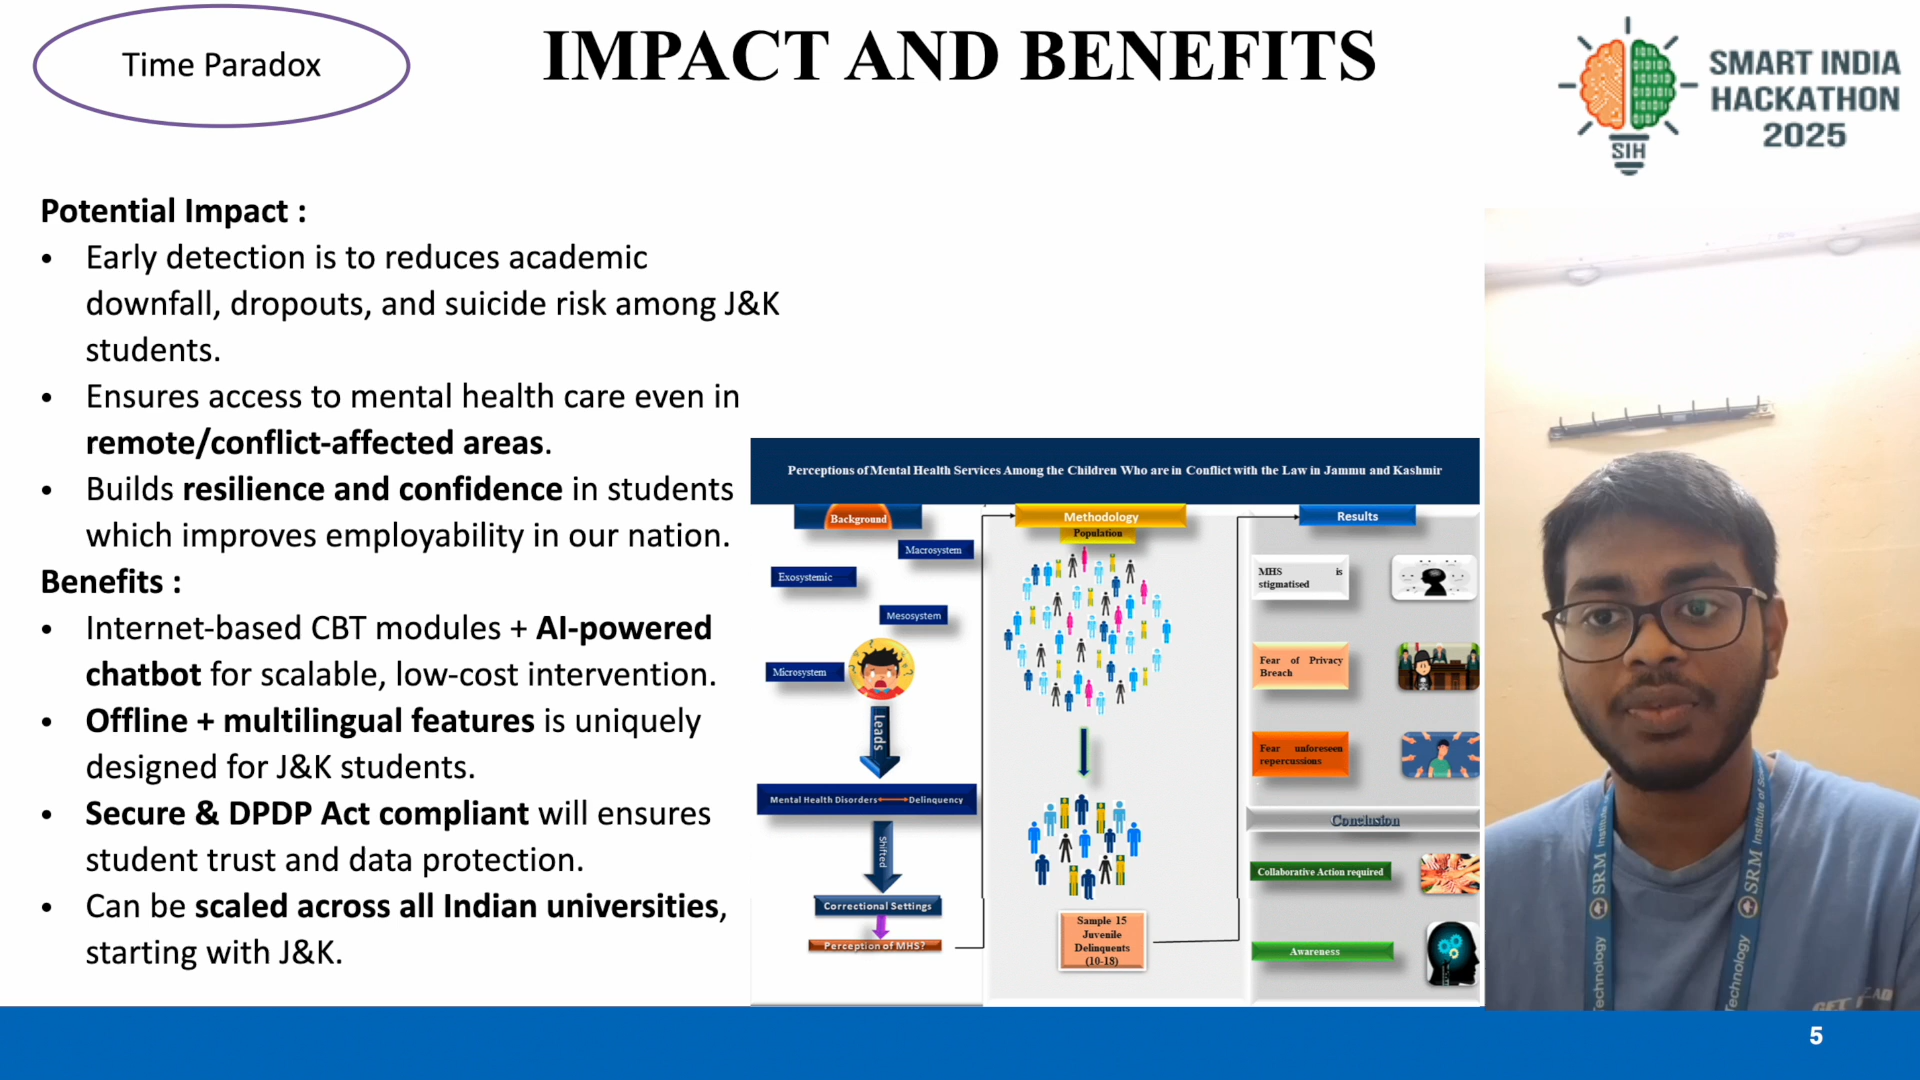 Time Paradox
IMPACT AND BENEFITS
SMART INDIA
HACKATHON
2025
SIH
Potential Impact :
• Early detection is to reduces academic
downfall, dropouts, and suicide risk among J&K
students.
• Ensures access to mental health care even in
remote/conflict-affected areas.
• Builds resilience and confidence in students
which improves employability in our nation.
Benefits :
• Internet-based CBT modules + AI-powered
chatbot for scalable, low-cost intervention.
• Offline + multilingual features is uniquely
designed for J&K students.
• Secure & DPDP Act compliant will ensures
student trust and data protection.
• Can be scaled across all Indian universities,
starting with J&K.
Perceptions of Mental Health Services Among the Children Who are in Conflict with the Law in Jammu and Kashmir
Background
Macrosystem
Exosystemic
Mesosystem
Microsystem
Leads
Mental Health Disorders Delinquency
Shifted
Correctional Settings
Perception of MHS?
Methodology
Population
Sample 15
Juvenile
Delinquents
(10-18)
Results
MHS is
stigmatised
Fear of Privacy
Breach
Fear unforeseen
repercussions
Conclusion
Collaborative Action required
Awareness
SRM Institute of
Technology
SRM Institute of
Technology
5